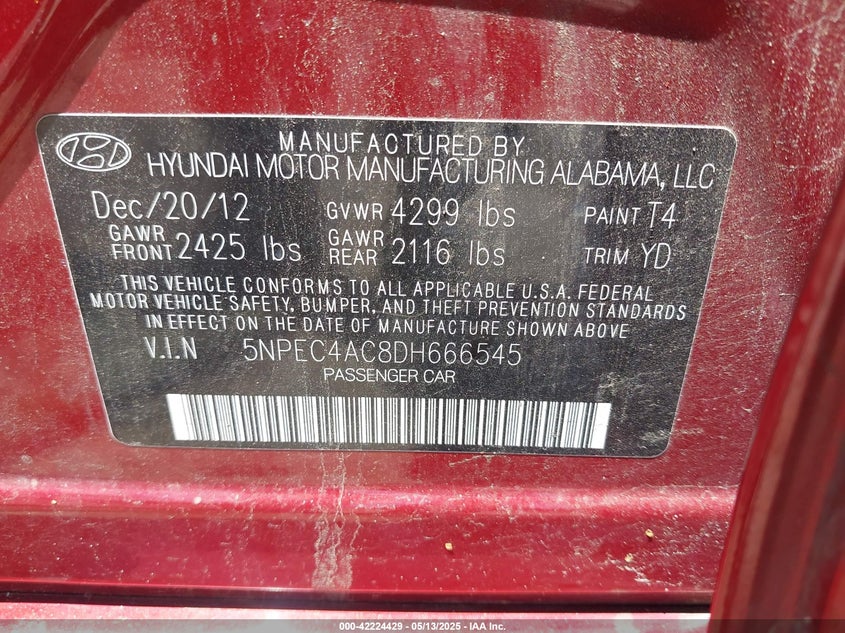 MANUFACTURED BY
HYUNDAI MOTOR MANUFACTURING ALABAMA, LLC
Dec/20/12 GVWR 4299 lbs PAINT T4
GAWR FRONT 2425 lbs GAWR REAR 2116 lbs TRIM YD
THIS VEHICLE CONFORMS TO ALL APPLICABLE U.S.A. FEDERAL
MOTOR VEHICLE SAFETY, BUMPER, AND THEFT PREVENTION STANDARDS
IN EFFECT ON THE DATE OF MANUFACTURE SHOWN ABOVE
V.I.N 5NPEC4AC8DH666545
PASSENGER CAR
000-42224429 - 05/13/2025 - IAA Inc.